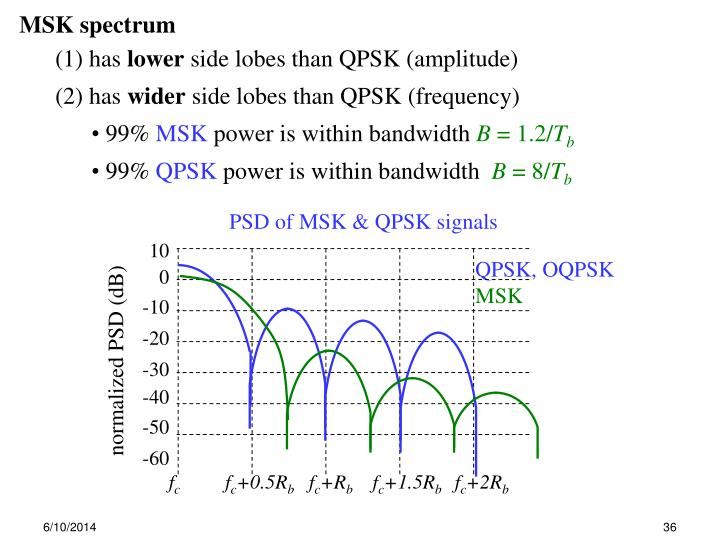 MSK spectrum
(1) has lower side lobes than QPSK (amplitude)
(2) has wider side lobes than QPSK (frequency)
• 99% MSK power is within bandwidth B = 1.2/Tb
• 99% QPSK power is within bandwidth B = 8/Tb
PSD of MSK & QPSK signals
normalized PSD (dB)
10
0
-10
-20
-30
-40
-50
-60
QPSK, OQPSK
MSK
fc fc+0.5Rb fc+Rb fc+1.5Rb fc+2Rb
6/10/2014 36